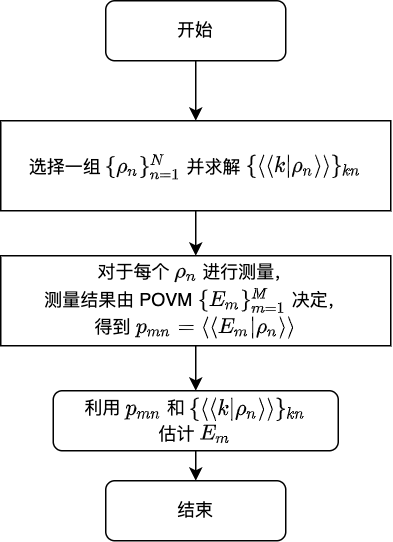 开始
选择一组 $\{\rho_n\}_{n=1}^{N}$ 并求解 $\{\langle\langle k|\rho_n\rangle\rangle\}_{kn}$
对于每个 $\rho_n$ 进行测量,
测量结果由 POVM $\{E_m\}_{m=1}^{M}$ 决定,
得到 $p_{mn} = \langle\langle E_m|\rho_n\rangle\rangle$
利用 $p_{mn}$ 和 $\{\langle\langle k|\rho_n\rangle\rangle\}_{kn}$
估计 $E_m$
结束